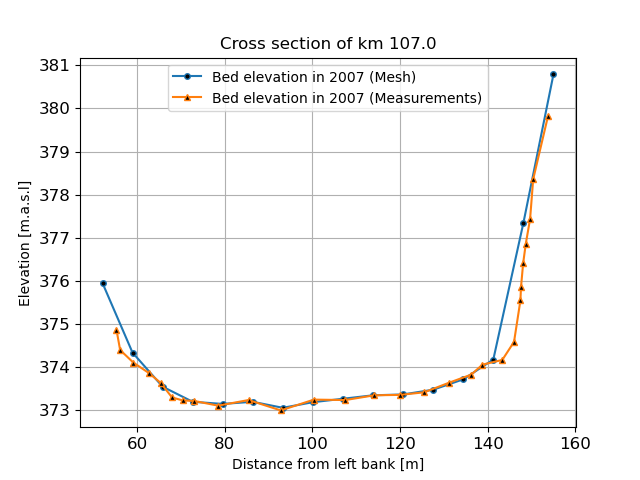 Cross section of km 107.0
Bed elevation in 2007 (Mesh)
Bed elevation in 2007 (Measurements)
381
380
379
378
377
376
375
374
373
Elevation [m.a.s.l]
60 80 100 120 140 160
Distance from left bank [m]